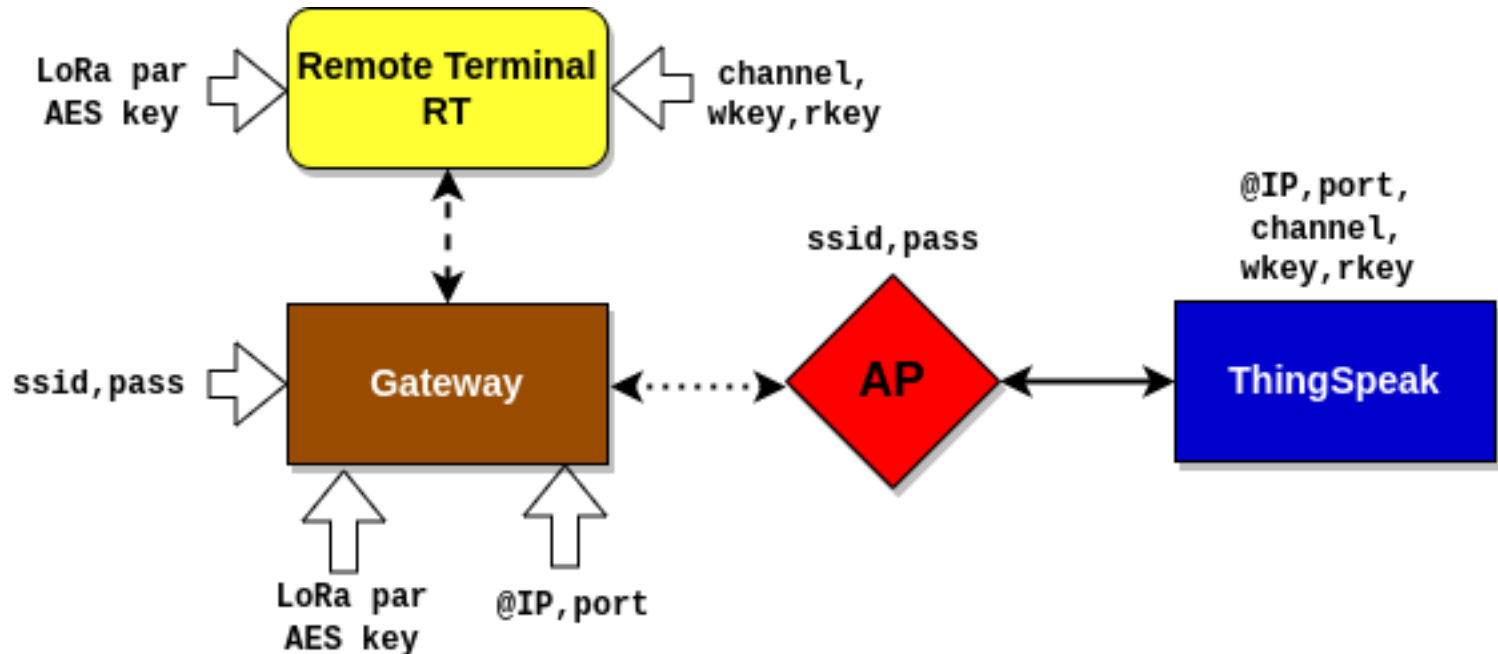 LoRa par
AES key
Remote Terminal
RT
channel,
wkey,rkey
@IP,port,
channel,
wkey,rkey
ssid,pass
ssid,pass
Gateway
AP
ThingSpeak
LoRa par
AES key
@IP,port